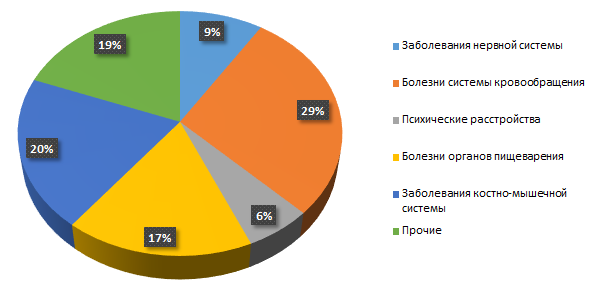 9%
29%
6%
17%
20%
19%
Заболевания нервной системы
Болезни системы кровообращения
Психические расстройства
Болезни органов пищеварения
Заболевания костно-мышечной
системы
Прочие